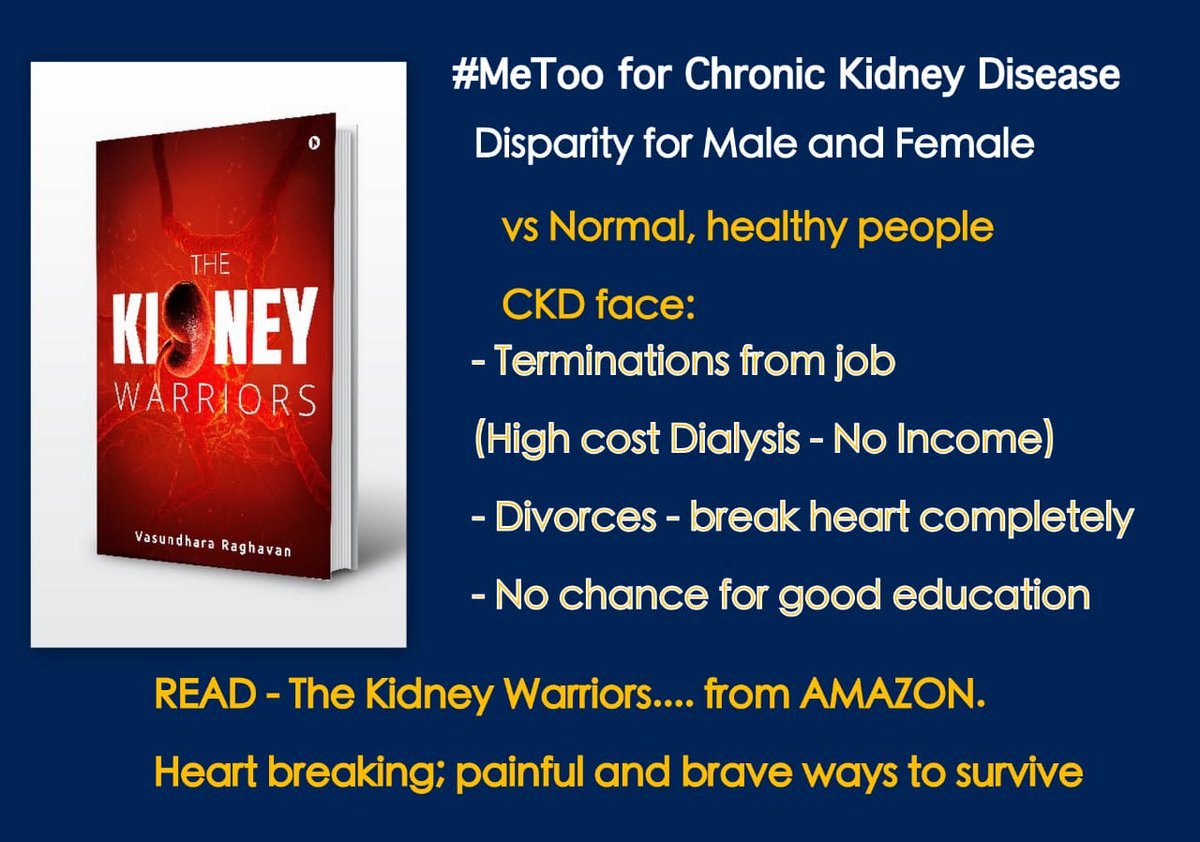 THE
KIDNEY
WARRIORS
Vasundhara Raghavan
#MeToo for Chronic Kidney Disease
Disparity for Male and Female
vs Normal, healthy people
CKD face:
- Terminations from job
(High cost Dialysis - No Income)
- Divorces - break heart completely
- No chance for good education
READ - The Kidney Warriors.... from AMAZON.
Heart breaking; painful and brave ways to survive